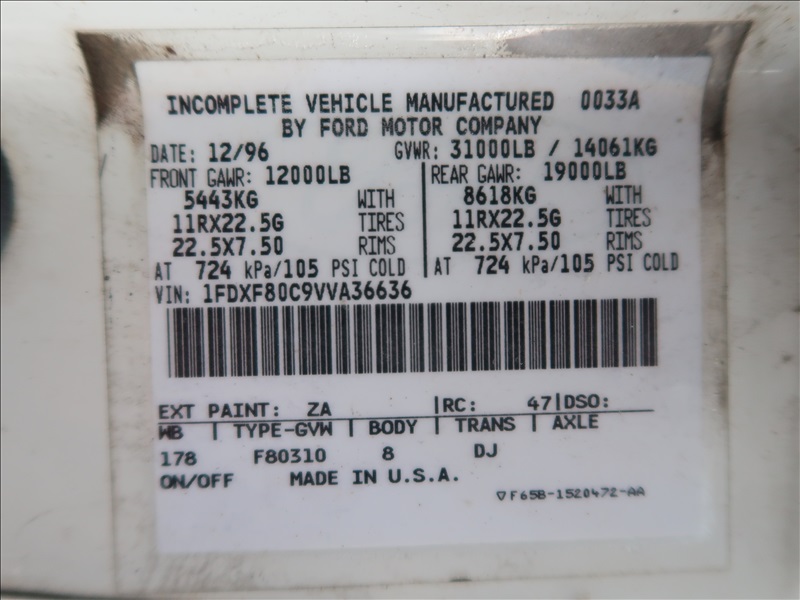 INCOMPLETE VEHICLE MANUFACTURED 0033A
BY FORD MOTOR COMPANY
DATE: 12/96 GVWR: 31000LB / 14061KG
FRONT GAWR: 12000LB REAR GAWR: 19000LB
5443KG WITH 8618KG WITH
11RX22.5G TIRES 11RX22.5G TIRES
22.5X7.50 RIMS 22.5X7.50 RIMS
AT 724 kPa/105 PSI COLD AT 724 kPa/105 PSI COLD
VIN: 1FDXF80C9VVA36636
EXT PAINT: ZA |RC: 47|DSO:
WB | TYPE-GVW | BODY | TRANS | AXLE
178 F80310 8 DJ
ON/OFF MADE IN U.S.A.
▽F65B-1520472-AA